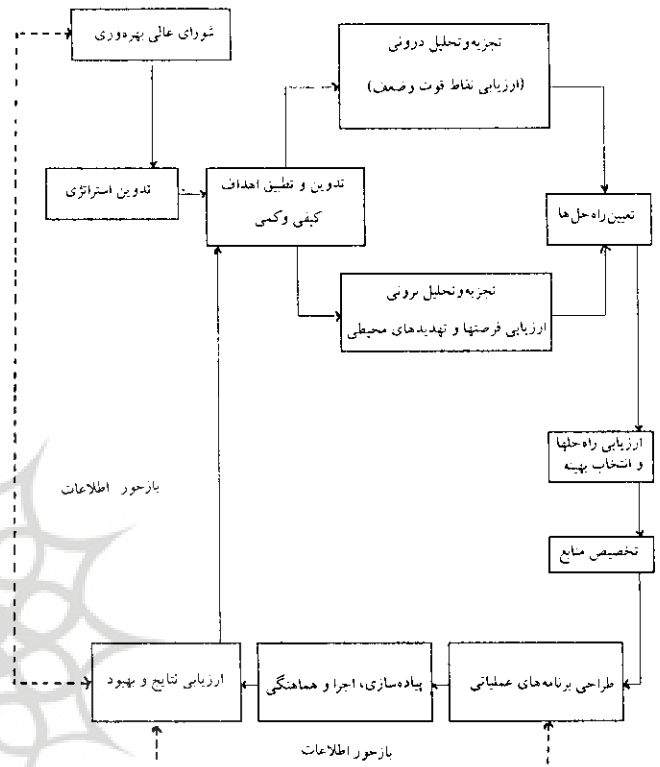 شورای عالی بهره‌وری
تجزیه‌وتحلیل درونی
(ارزیابی نقاط قوت وضعف)
تدوین استراتژی
تدوین و تطبیق اهداف
کیفی وکمی
تعیین‌راه‌حل‌ها
تجزیه‌وتحلیل برونی
ارزیابی فرصتها و تهدیدهای محیطی
ارزیابی راه‌حلها
و انتخاب بهینه
بازخور اطلاعات
تخصیص منابع
طراحی برنامه‌های عملیاتی
پیاده‌سازی، اجرا و هماهنگی
ارزیابی نتایج و بهبود
بازخور اطلاعات